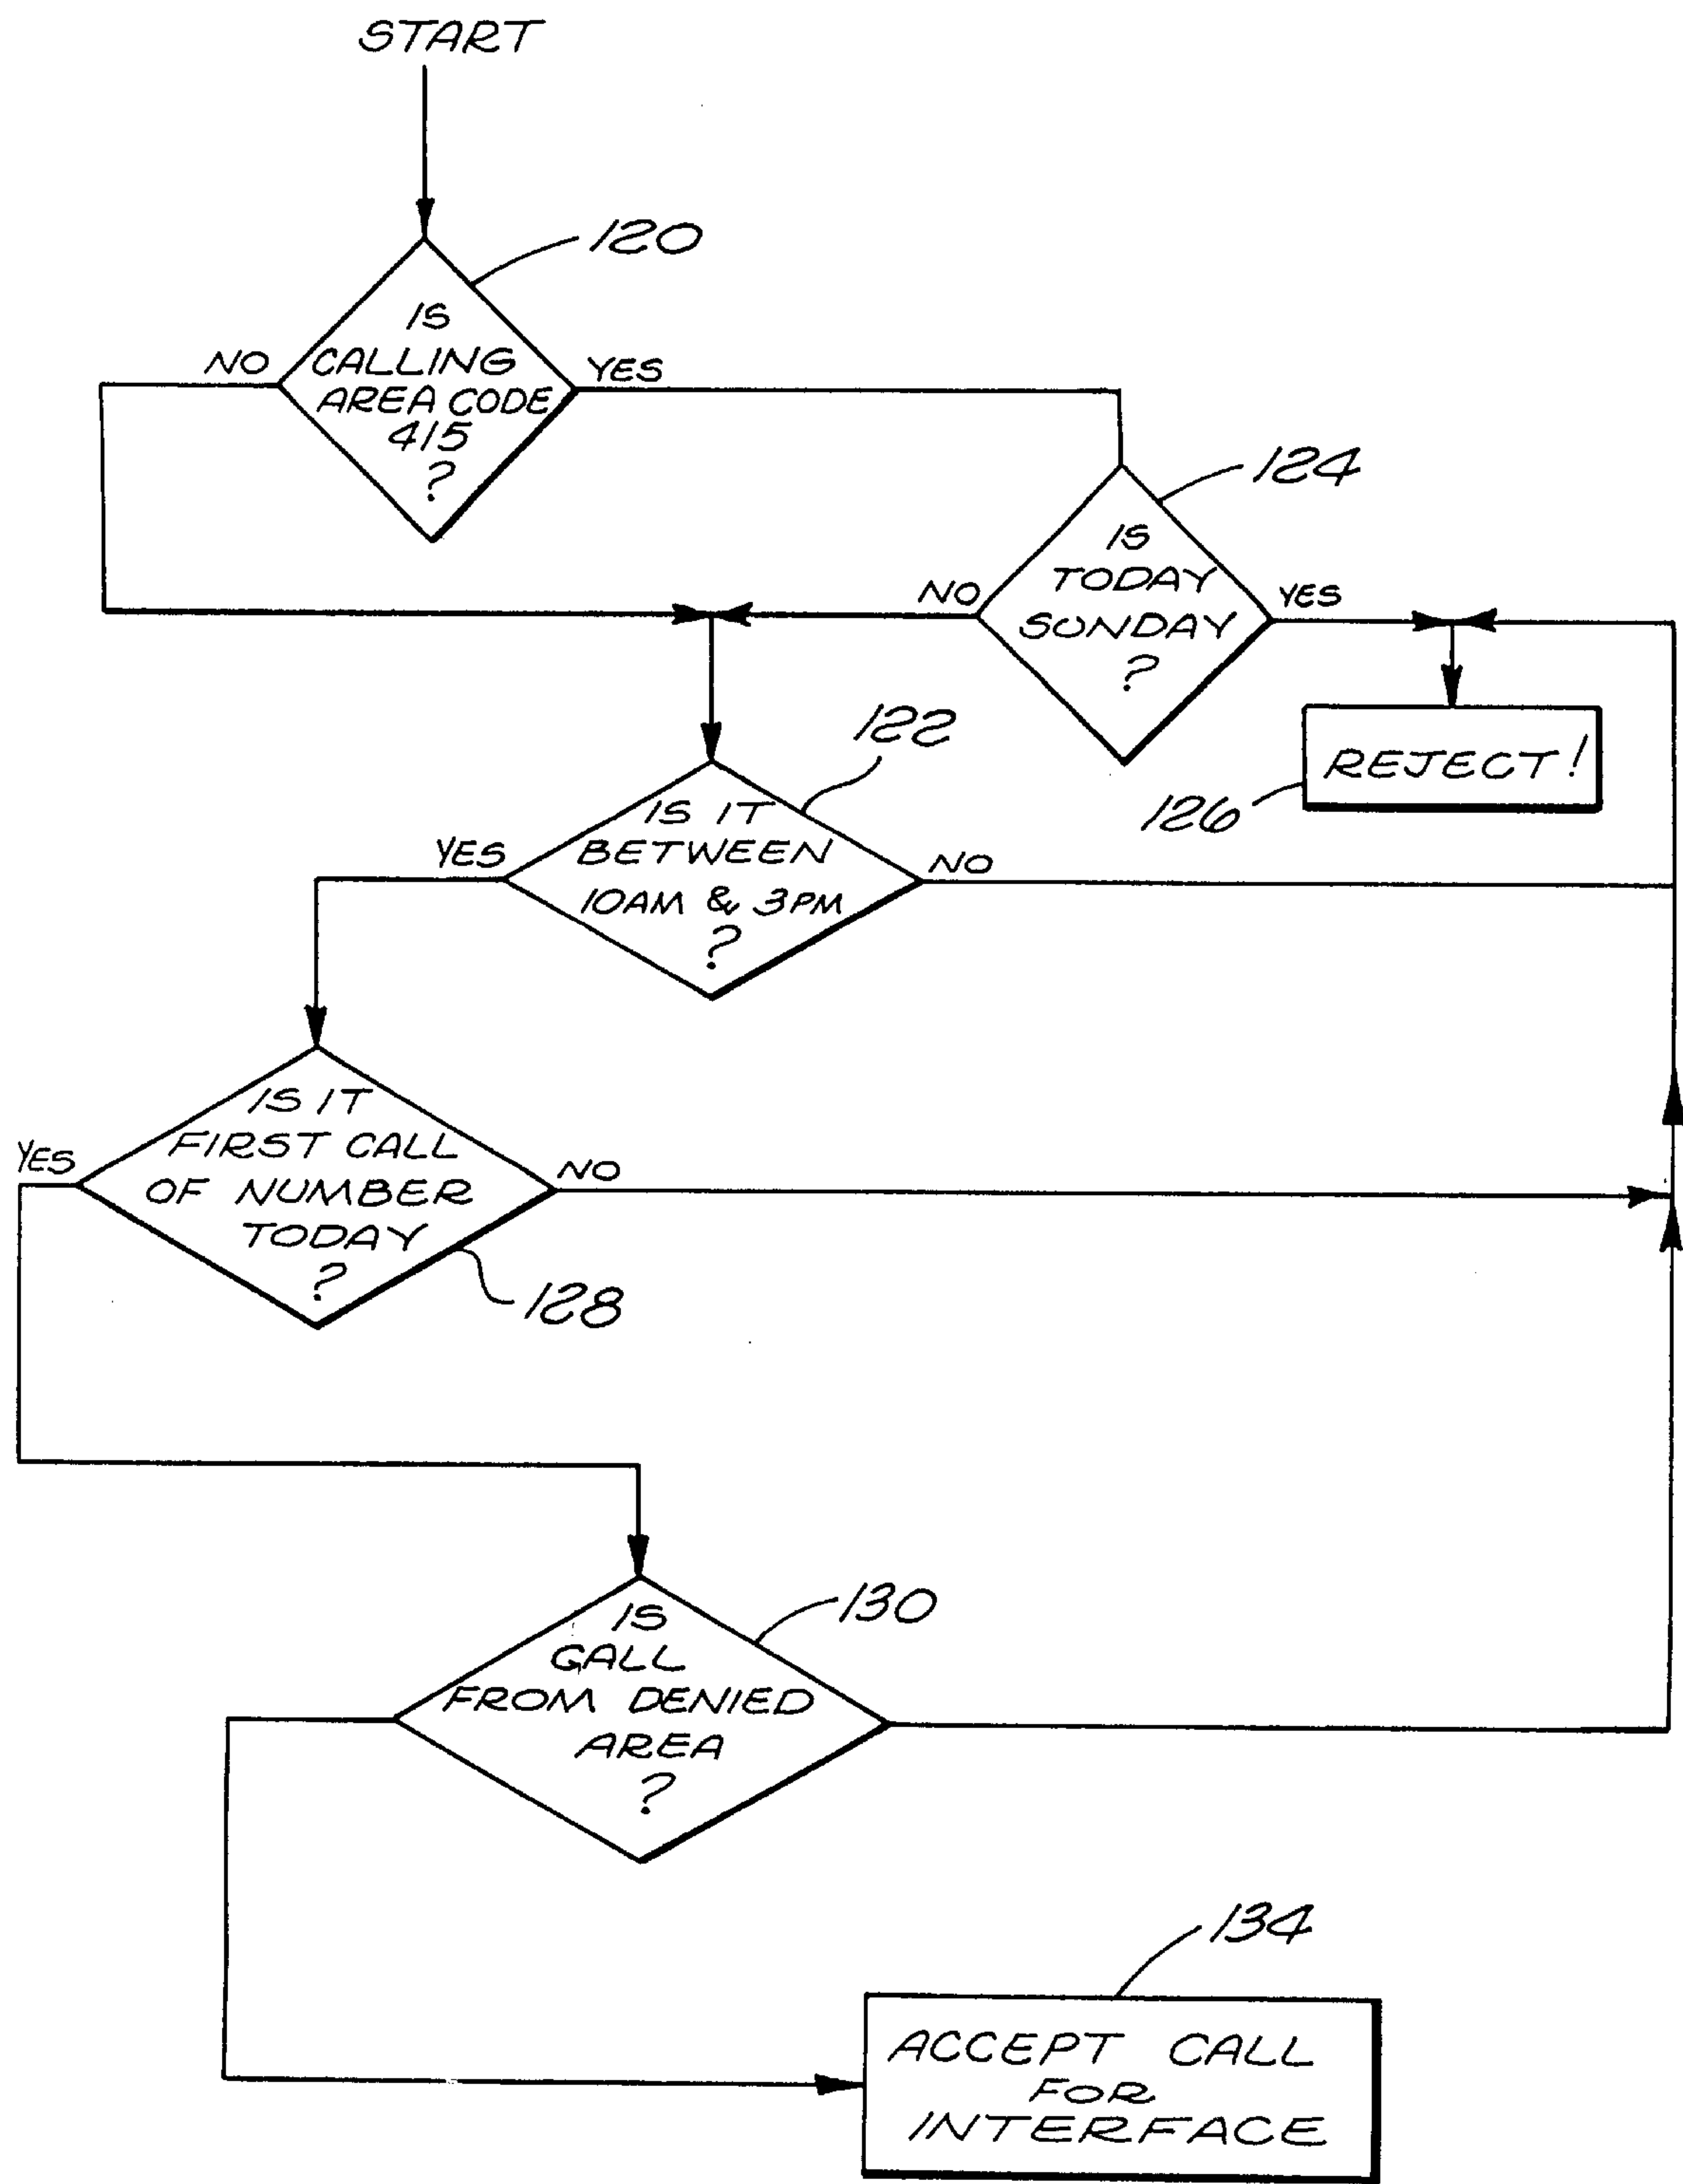 START
120
IS
CALLING
AREA CODE
415
?
NO
YES
124
IS
TODAY
SUNDAY
?
NO
YES
REJECT!
126
122
IS IT
BETWEEN
10AM & 3PM
?
YES
NO
IS IT
FIRST CALL
OF NUMBER
TODAY
?
YES
NO
128
130
IS
CALL
FROM DENIED
AREA
?
134
ACCEPT CALL
FOR
INTERFACE